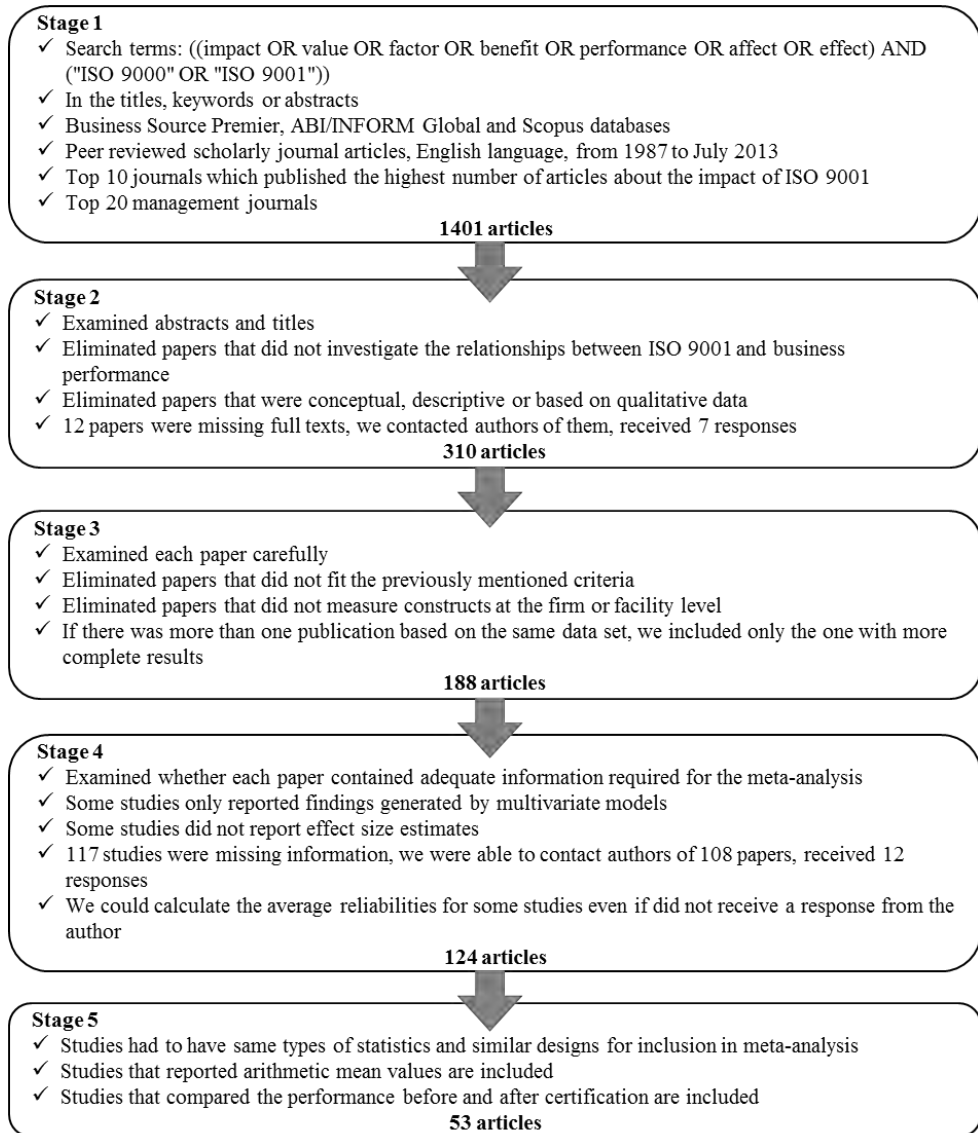 Stage 1
✓ Search terms: ((impact OR value OR factor OR benefit OR performance OR affect OR effect) AND
("ISO 9000" OR "ISO 9001"))
✓ In the titles, keywords or abstracts
✓ Business Source Premier, ABI/INFORM Global and Scopus databases
✓ Peer reviewed scholarly journal articles, English language, from 1987 to July 2013
✓ Top 10 journals which published the highest number of articles about the impact of ISO 9001
✓ Top 20 management journals
1401 articles
Stage 2
✓ Examined abstracts and titles
✓ Eliminated papers that did not investigate the relationships between ISO 9001 and business
performance
✓ Eliminated papers that were conceptual, descriptive or based on qualitative data
✓ 12 papers were missing full texts, we contacted authors of them, received 7 responses
310 articles
Stage 3
✓ Examined each paper carefully
✓ Eliminated papers that did not fit the previously mentioned criteria
✓ Eliminated papers that did not measure constructs at the firm or facility level
✓ If there was more than one publication based on the same data set, we included only the one with more
complete results
188 articles
Stage 4
✓ Examined whether each paper contained adequate information required for the meta-analysis
✓ Some studies only reported findings generated by multivariate models
✓ Some studies did not report effect size estimates
✓ 117 studies were missing information, we were able to contact authors of 108 papers, received 12
responses
✓ We could calculate the average reliabilities for some studies even if did not receive a response from the
author
124 articles
Stage 5
✓ Studies had to have same types of statistics and similar designs for inclusion in meta-analysis
✓ Studies that reported arithmetic mean values are included
✓ Studies that compared the performance before and after certification are included
53 articles